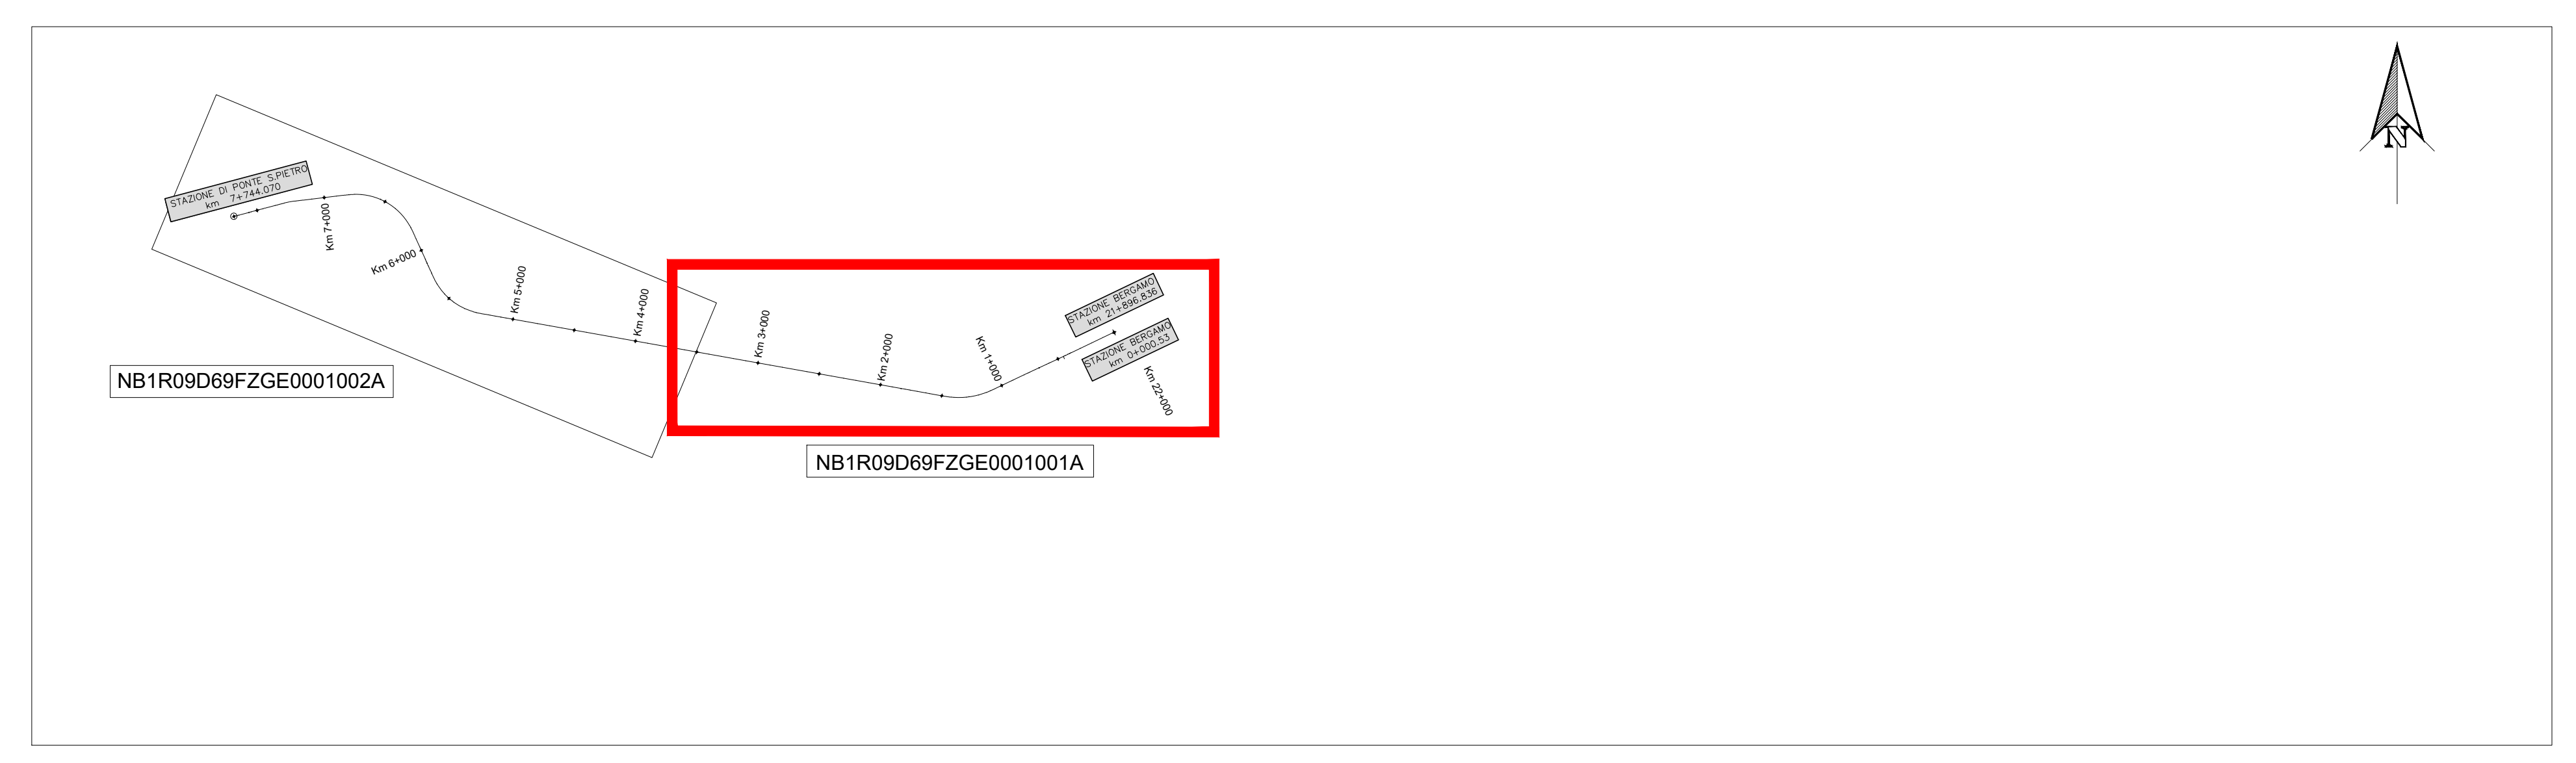 N
STAZIONE DI PONTE S.PIETRO
km 7+744.070
Km 7+000
Km 6+000
Km 5+000
Km 4+000
Km 3+000
Km 2+000
Km 1+000
STAZIONE BERGAMO
km 21+896.836
STAZIONE BERGAMO
km 0+000.53
Km 22+000
NB1R09D69FZGE0001002A
NB1R09D69FZGE0001001A